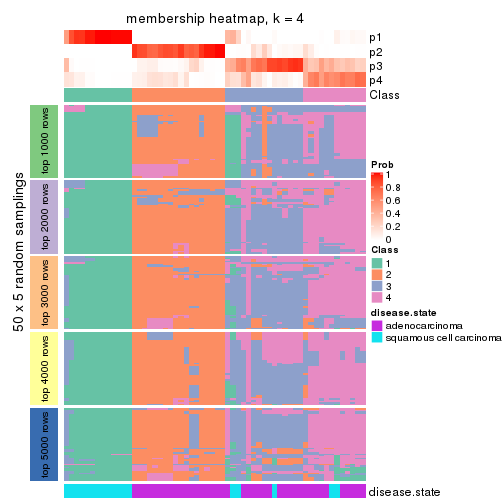 membership heatmap, k = 4
p1
p2
p3
p4
Class
50 x 5 random samplings
top 1000 rows
top 2000 rows
top 3000 rows
top 4000 rows
top 5000 rows
disease.state
Prob
1
0.8
0.6
0.4
0.2
0
Class
1
2
3
4
disease.state
adenocarcinoma
squamous cell carcinoma